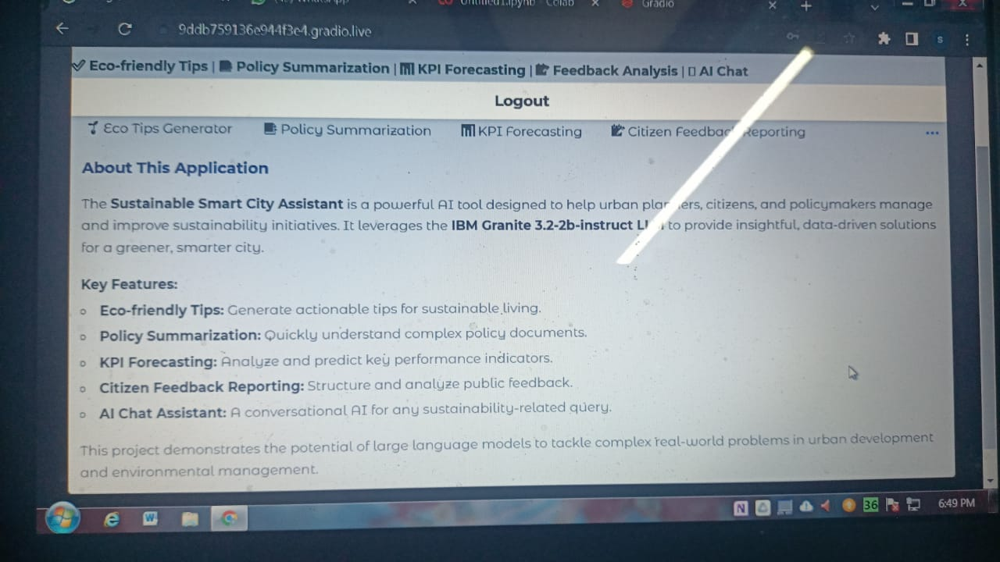 Untitled1.ipynb - Colab
Gradio
9ddb759136e944f3e4.gradio.live
s
Eco-friendly Tips | Policy Summarization | KPI Forecasting | Feedback Analysis | AI Chat
Logout
Eco Tips Generator Policy Summarization KPI Forecasting Citizen Feedback Reporting ...
About This Application
The Sustainable Smart City Assistant is a powerful AI tool designed to help urban planners, citizens, and policymakers manage
and improve sustainability initiatives. It leverages the IBM Granite 3.2-2b-instruct to provide insightful, data-driven solutions
for a greener, smarter city.
Key Features:
Eco-friendly Tips: Generate actionable tips for sustainable living.
Policy Summarization: Quickly understand complex policy documents.
KPI Forecasting: Analyze and predict key performance indicators.
Citizen Feedback Reporting: Structure and analyze public feedback.
AI Chat Assistant: A conversational AI for any sustainability-related query.
This project demonstrates the potential of large language models to tackle complex real-world problems in urban development
and environmental management.
W
N
36
6:49 PM